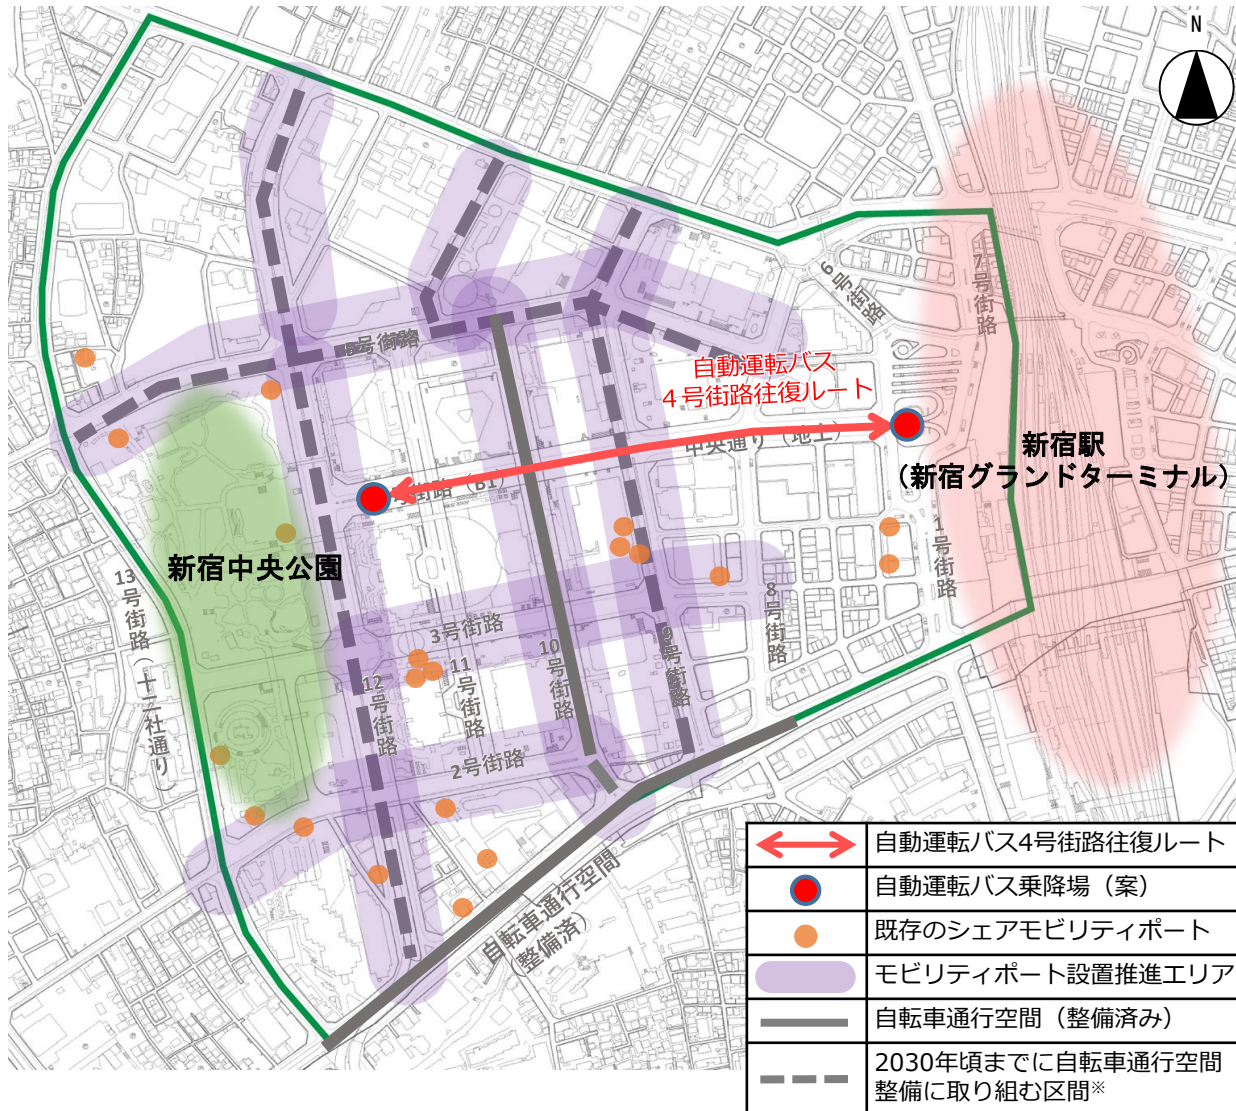 N
6号街路
7号街路
5号街路
自動運転バス
４号街路往復ルート
中央通り（地上）
号街路（B1）
新宿駅
（新宿グランドターミナル）
1号街路
新宿中央公園
13号街路（十二社通り）
3号街路
8号街路
9号街路
10号街路
11号街路
12号街路
2号街路
自転車通行空間
（整備済）
自動運転バス4号街路往復ルート
自動運転バス乗降場（案）
既存のシェアモビリティポート
モビリティポート設置推進エリア
自転車通行空間（整備済み）
2030年頃までに自転車通行空間
整備に取り組む区間※